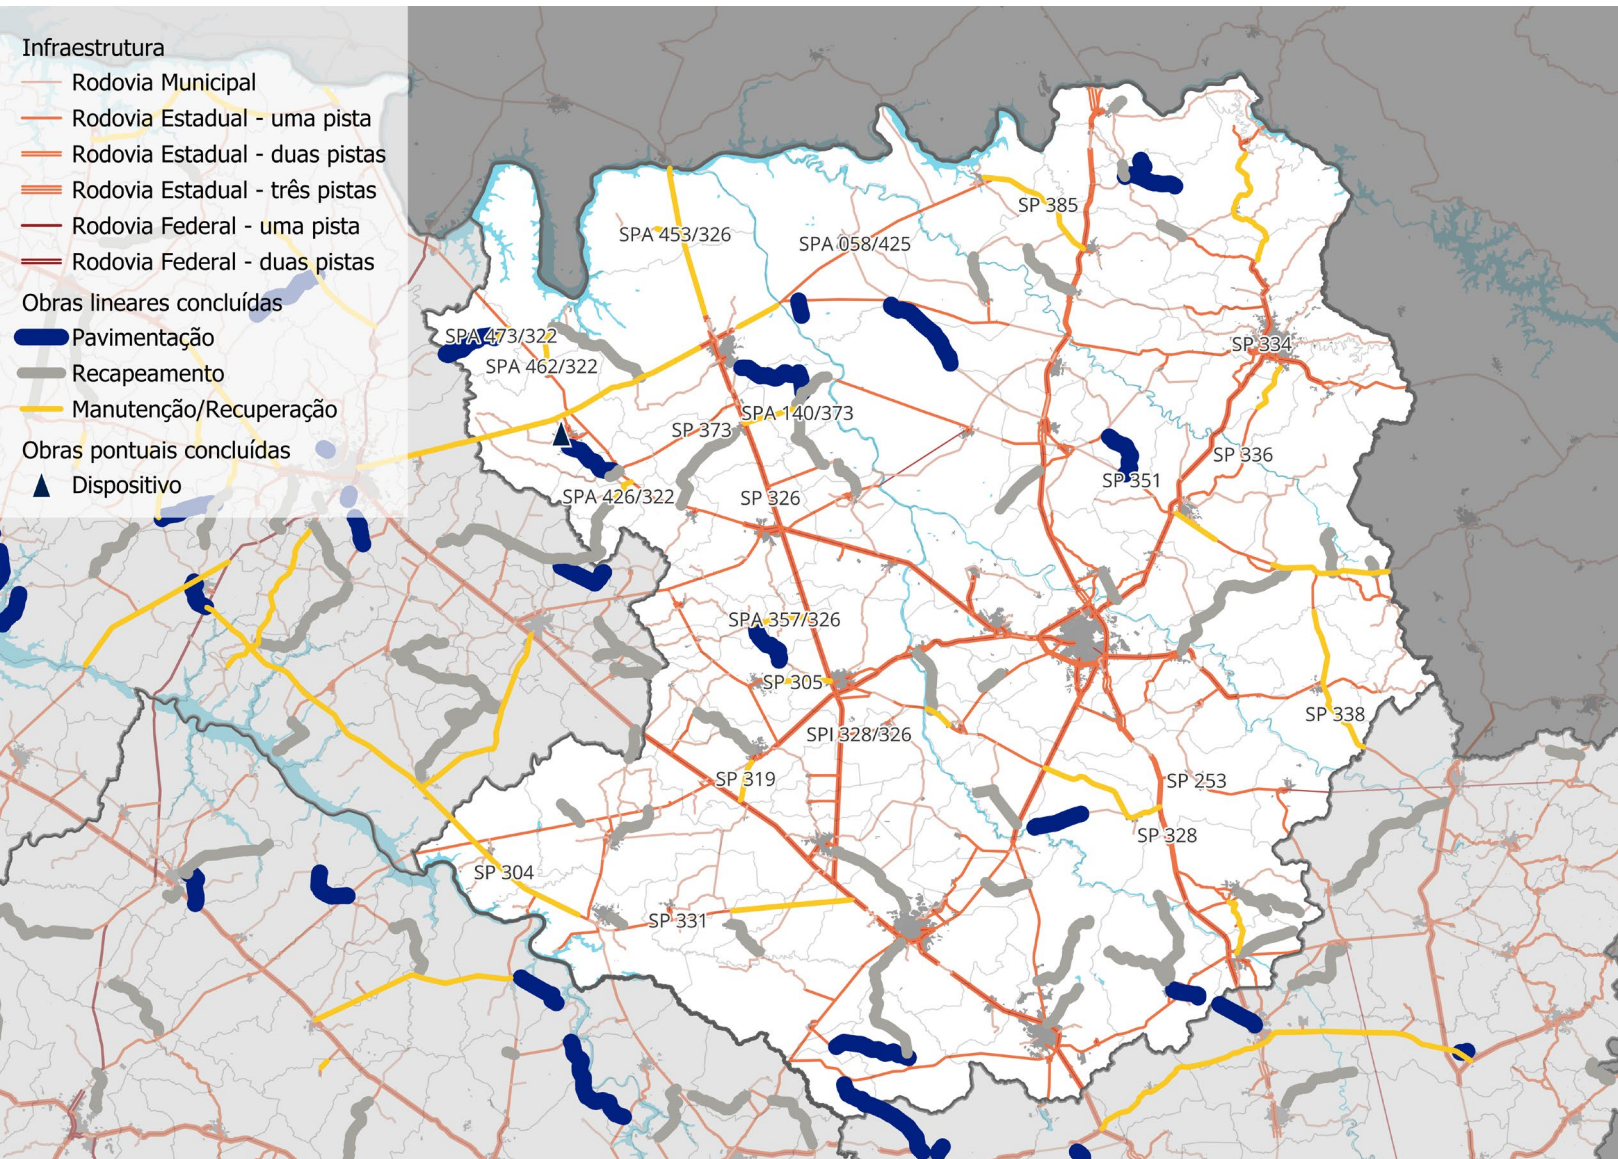 Infraestrutura
Rodovia Municipal
Rodovia Estadual - uma pista
Rodovia Estadual - duas pistas
Rodovia Estadual - três pistas
Rodovia Federal - uma pista
Rodovia Federal - duas pistas
Obras lineares concluídas
Pavimentação
Recapeamento
Manutenção/Recuperação
Obras pontuais concluídas
Dispositivo
SP 385
SPA 453/326
SPA 058/425
SPA 473/322
SP 334
SPA 462/322
SPA 140/373
SP 373
SP 336
SP 351
SPA 426/322
SP 326
SPA 357/326
SP 305
SP 338
SPI 328/326
SP 319
SP 253
SP 328
SP 304
SP 331